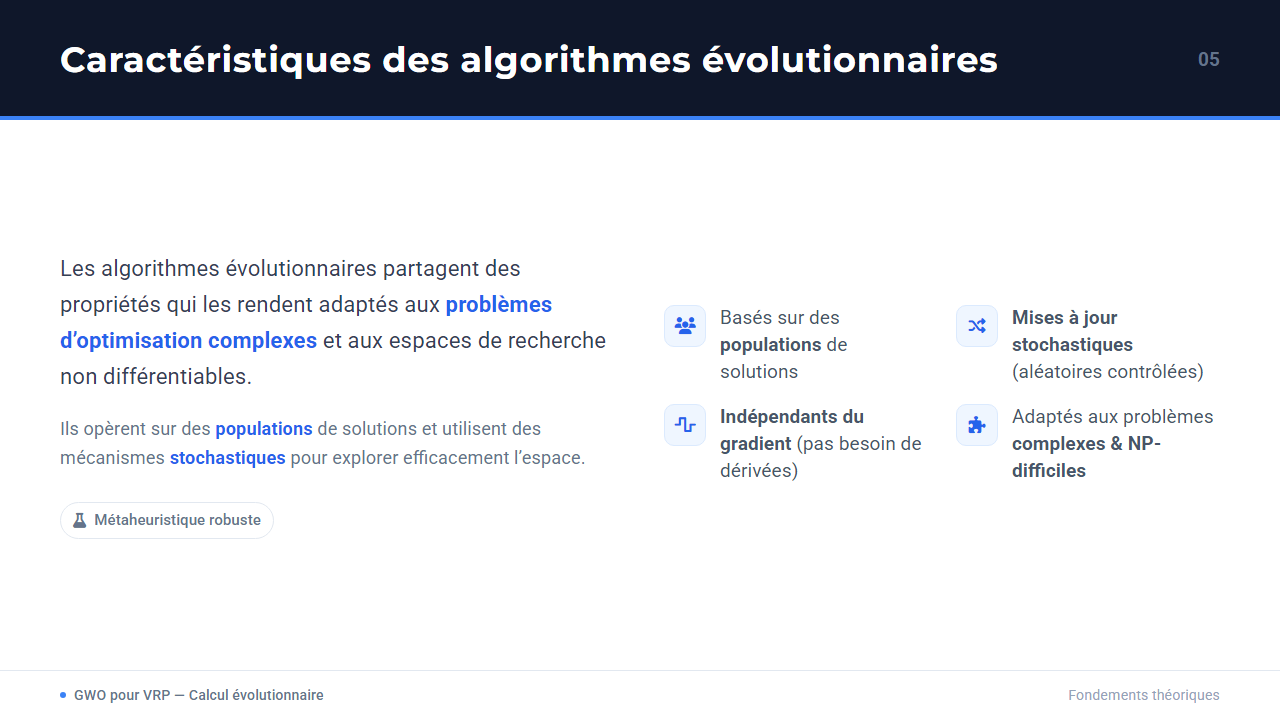 Caractéristiques des algorithmes évolutionnaires
05
Les algorithmes évolutionnaires partagent des
propriétés qui les rendent adaptés aux problèmes
d’optimisation complexes et aux espaces de recherche
non différentiables.
Ils opèrent sur des populations de solutions et utilisent des
mécanismes stochastiques pour explorer efficacement l’espace.
Métaheuristique robuste
Basés sur des
populations de
solutions
Mises à jour
stochastiques
(aléatoires contrôlées)
Indépendants du
gradient (pas besoin de
dérivées)
Adaptés aux problèmes
complexes & NP-
difficiles
GWO pour VRP — Calcul évolutionnaire
Fondements théoriques